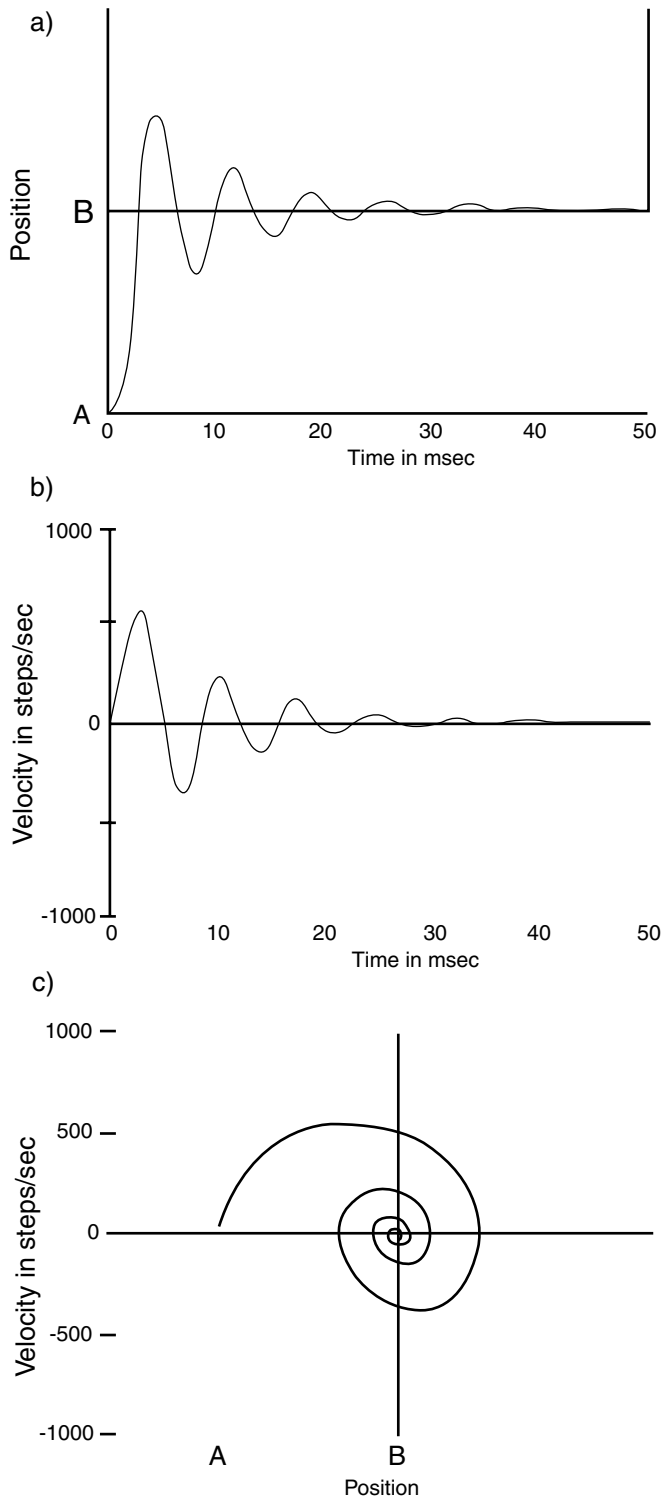 a)
Position
B
A
0 10 20 30 40 50
Time in msec
b)
Velocity in steps/sec
1000
0
-1000
0 10 20 30 40 50
Time in msec
c)
Velocity in steps/sec
1000
500
0
-500
-1000
A B
Position